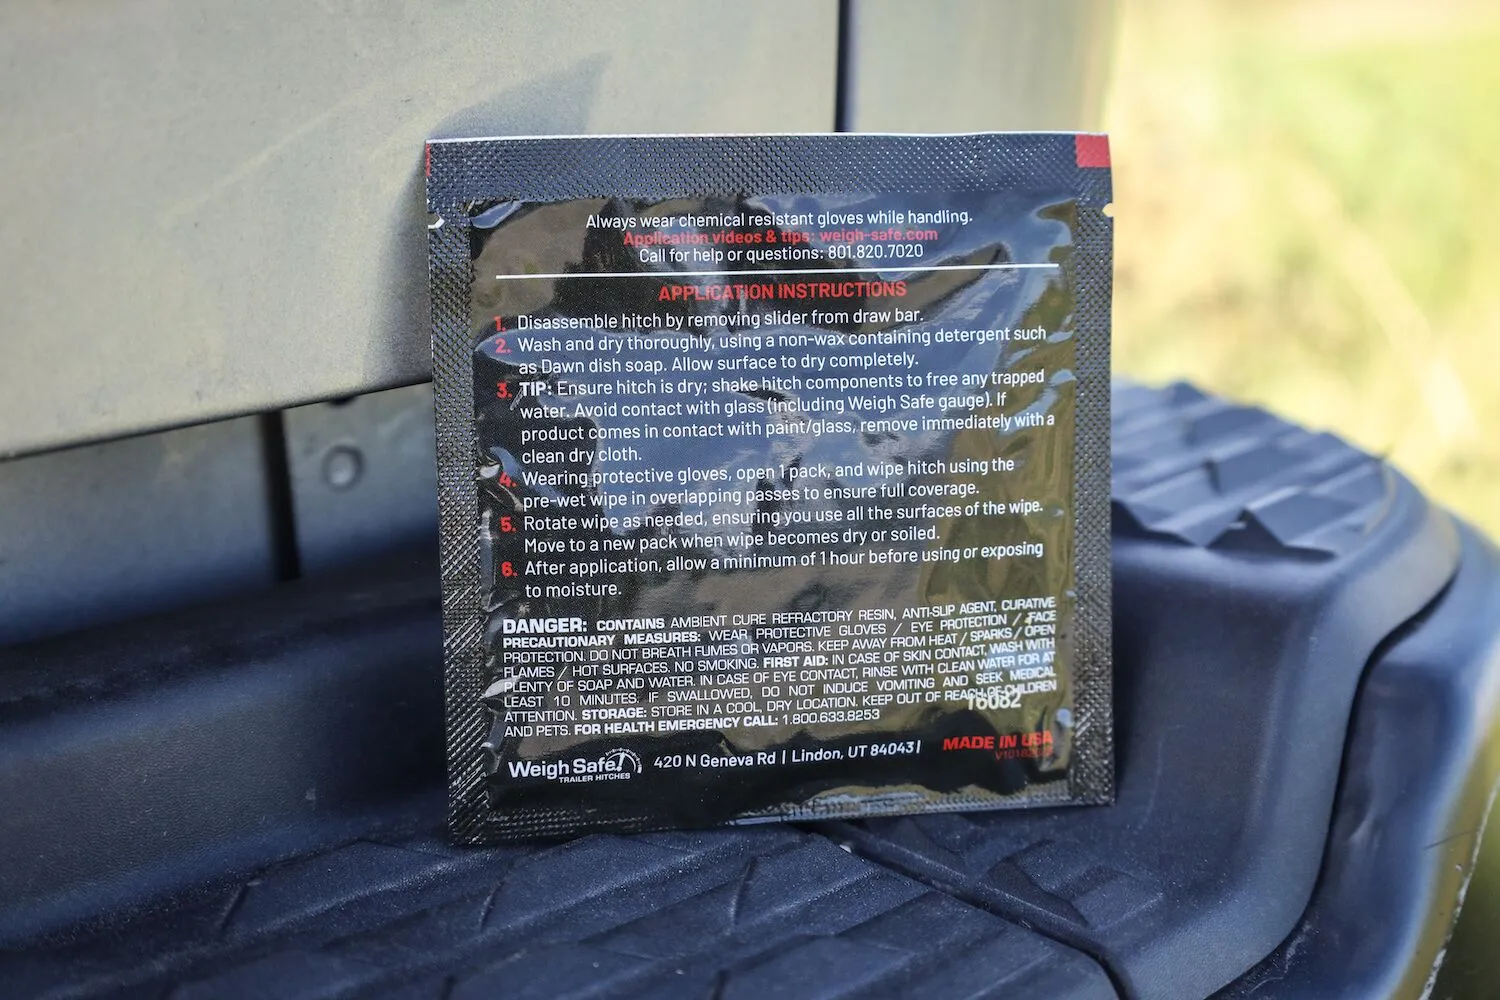 Always wear chemical resistant gloves while handling.
Application videos & tips: weigh-safe.com
Call for help or questions: 801.820.7020
APPLICATION INSTRUCTIONS
1. Disassemble hitch by removing slider from draw bar.
2. Wash and dry thoroughly, using a non-wax containing detergent such
as Dawn dish soap. Allow surface to dry completely.
3. TIP: Ensure hitch is dry; shake hitch components to free any trapped
water. Avoid contact with glass (including Weigh Safe gauge). If
product comes in contact with paint/glass, remove immediately with a
clean dry cloth.
4. Wearing protective gloves, open 1 pack, and wipe hitch using the
pre-wet wipe in overlapping passes to ensure full coverage.
5. Rotate wipe as needed, ensuring you use all the surfaces of the wipe.
Move to a new pack when wipe becomes dry or soiled.
6. After application, allow a minimum of 1 hour before using or exposing
to moisture.
DANGER: CONTAINS AMBIENT CURE REFRACTORY RESIN, ANTI-SLIP AGENT, CURATIVE
PRECAUTIONARY MEASURES: WEAR PROTECTIVE GLOVES / EYE PROTECTION / FACE
PROTECTION. DO NOT BREATH FUMES OR VAPORS. KEEP AWAY FROM HEAT / SPARKS / OPEN
FLAMES / HOT SURFACES. NO SMOKING. FIRST AID: IN CASE OF SKIN CONTACT, WASH WITH
PLENTY OF SOAP AND WATER. IN CASE OF EYE CONTACT, RINSE WITH CLEAN WATER FOR AT
LEAST 10 MINUTES. IF SWALLOWED, DO NOT INDUCE VOMITING AND SEEK MEDICAL
ATTENTION. STORAGE: STORE IN A COOL, DRY LOCATION. KEEP OUT OF REACH OF CHILDREN
AND PETS. FOR HEALTH EMERGENCY CALL: 1.800.633.8253
16082
Weigh Safe
TRAILER HITCHES
420 N Geneva Rd | Lindon, UT 84043 |
MADE IN USA